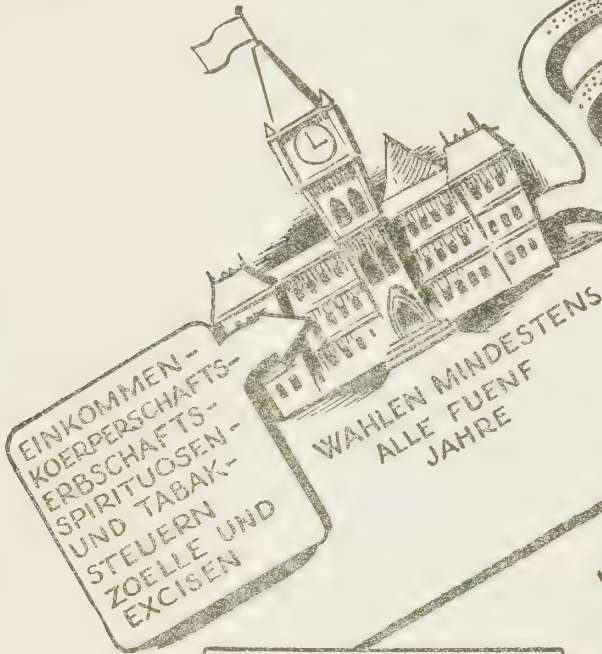 EINKOMMEN-
KOERPERSCHAFTS-
ERBSCHAFTS-
SPIRITUOSEN-
UND TABAK-
STEUERN
ZOELLE UND
EXCISEN
WAHLEN MINDESTENS
ALLE FUENF
JAHRE